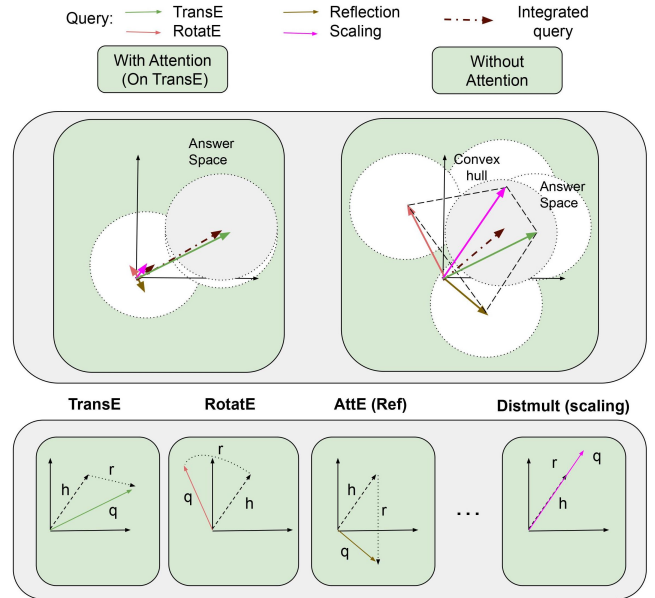 Query:
TransE
RotatE
Reflection
Scaling
Integrated
query
With Attention
(On TransE)
Without
Attention
Answer
Space
Convex
hull
Answer
Space
TransE
RotatE
AttE (Ref)
Distmult (scaling)
r
h
q
r
q
h
h
r
q
...
r
q
h